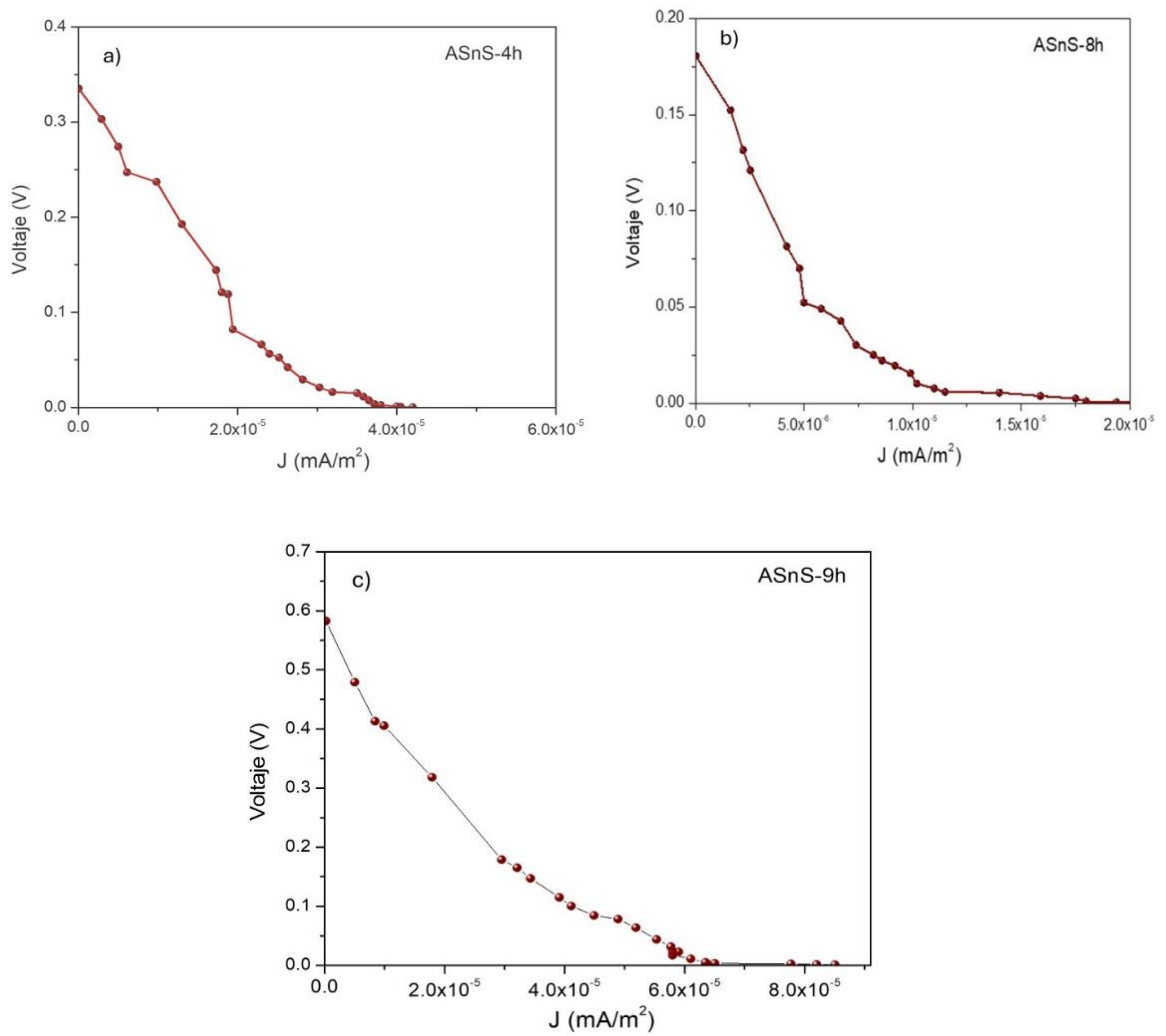 a)
ASnS-4h
0.4
0.3
0.2
0.1
0.0
Voltaje (V)
0.0
2.0x10⁻⁵
4.0x10⁻⁵
6.0x10⁻⁵
J (mA/m²)
b)
ASnS-8h
0.20
0.15
0.10
0.05
0.00
Voltaje (V)
0.0
5.0x10⁻⁶
1.0x10⁻⁵
1.5x10⁻⁵
2.0x10⁻⁵
J (mA/m²)
c)
ASnS-9h
0.7
0.6
0.5
0.4
0.3
0.2
0.1
0.0
Voltaje (V)
0.0
2.0x10⁻⁵
4.0x10⁻⁵
6.0x10⁻⁵
8.0x10⁻⁵
J (mA/m²)